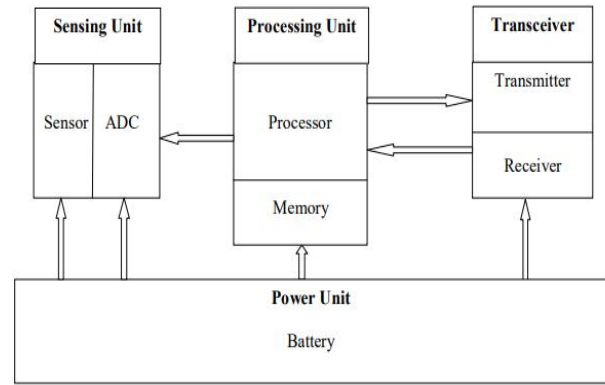 Sensing Unit
Processing Unit
Transceiver
Sensor
ADC
Processor
Memory
Transmitter
Receiver
Power Unit
Battery